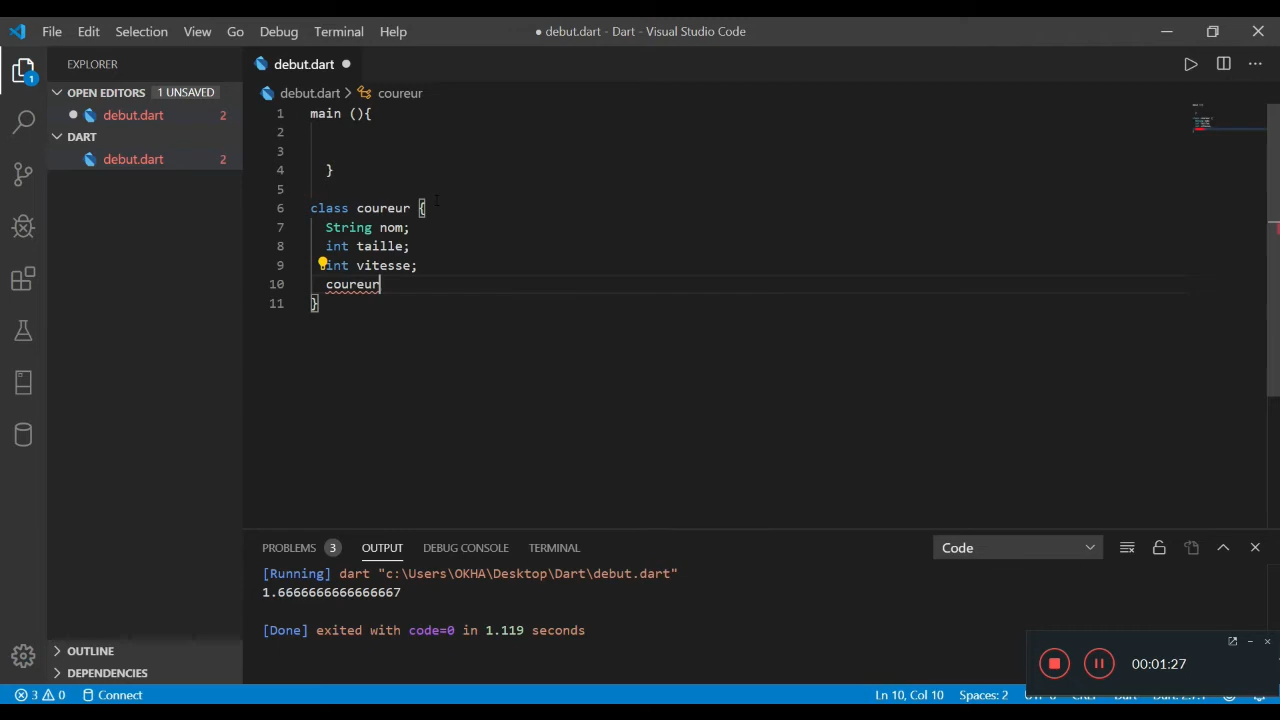 File Edit Selection View Go Debug Terminal Help
● debut.dart - Dart - Visual Studio Code
EXPLORER
debut.dart ●
OPEN EDITORS 1 UNSAVED
debut.dart > coureur
debut.dart 2
DART
debut.dart 2
1 main (){
2
3
4 }
5
6 class coureur {
7 String nom;
8 int taille;
9 int vitesse;
10 coureur
11 }
PROBLEMS 3 OUTPUT DEBUG CONSOLE TERMINAL
Code
[Running] dart "c:\Users\OKHA\Desktop\Dart\debut.dart"
1.6666666666666667
[Done] exited with code=0 in 1.119 seconds
OUTLINE
DEPENDENCIES
1
00:01:27
3 0 Connect
Ln 10, Col 10 Spaces: 2